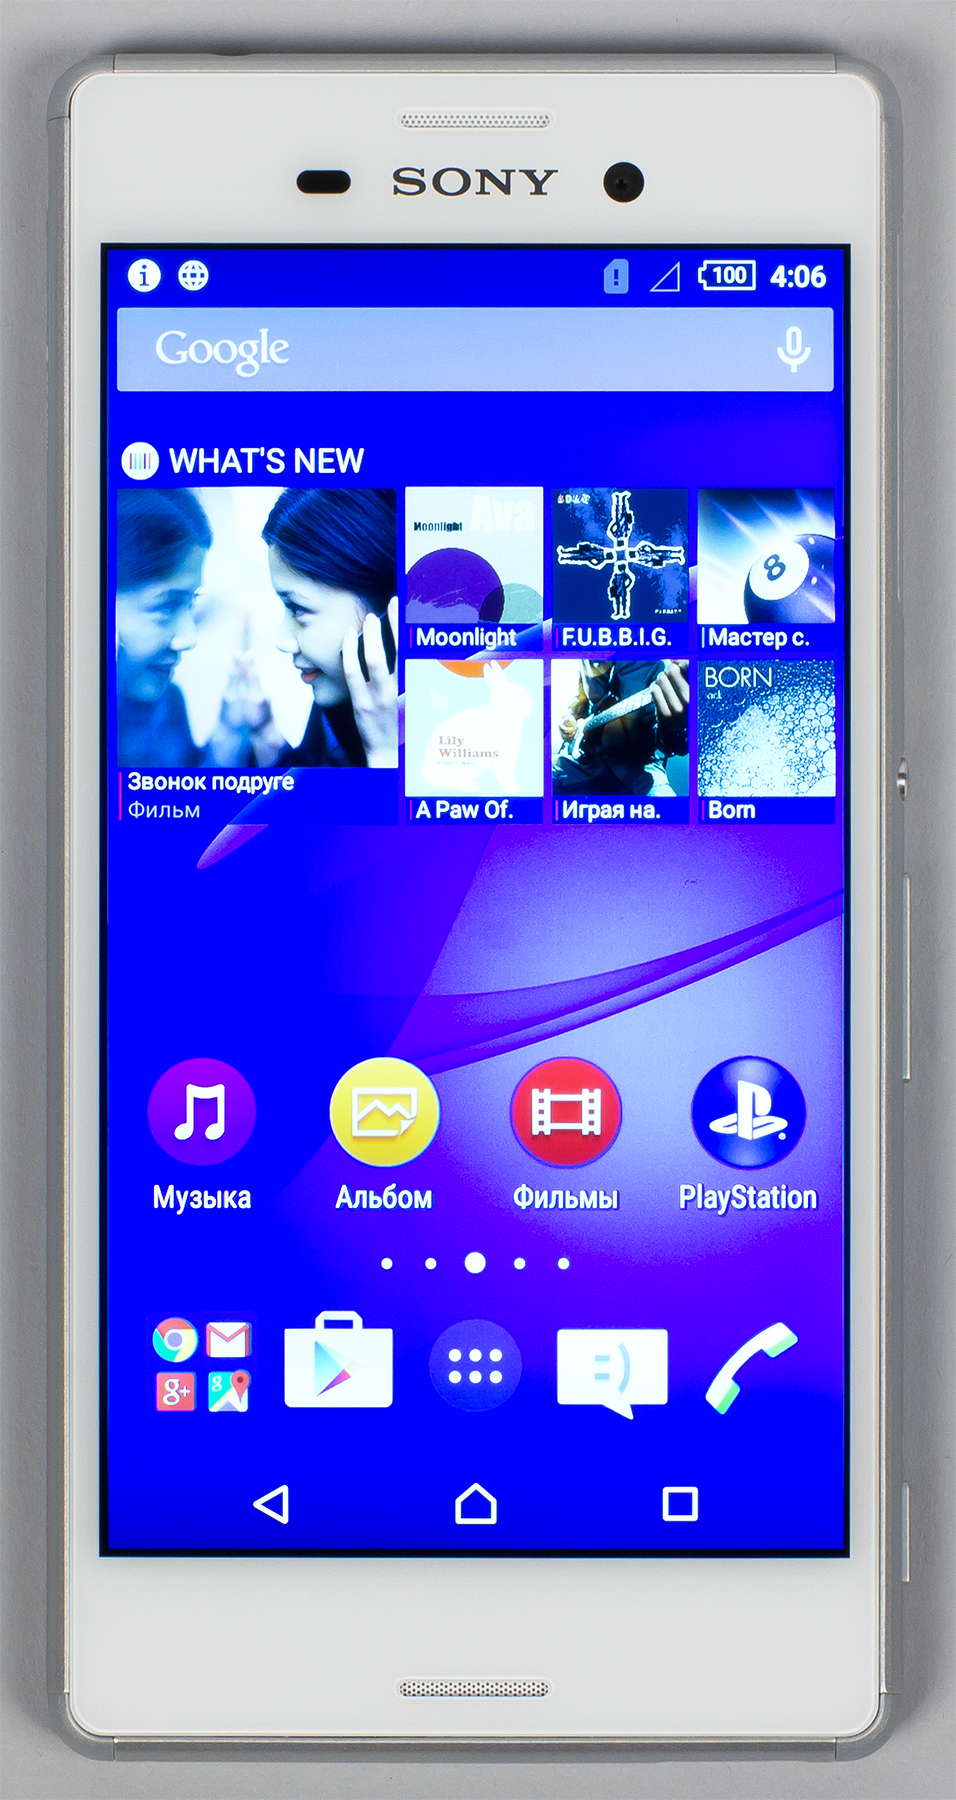 SONY
100 4:06
Google
WHAT'S NEW
Moonlight
Ava
Moonlight
F.U.B.B.I.G.
8
Мастер с.
Звонок подруге
Фильм
Lily
Williams
A Paw Of.
Играя на.
BORN
Born
Музыка
Альбом
Фильмы
PlayStation
g+
g